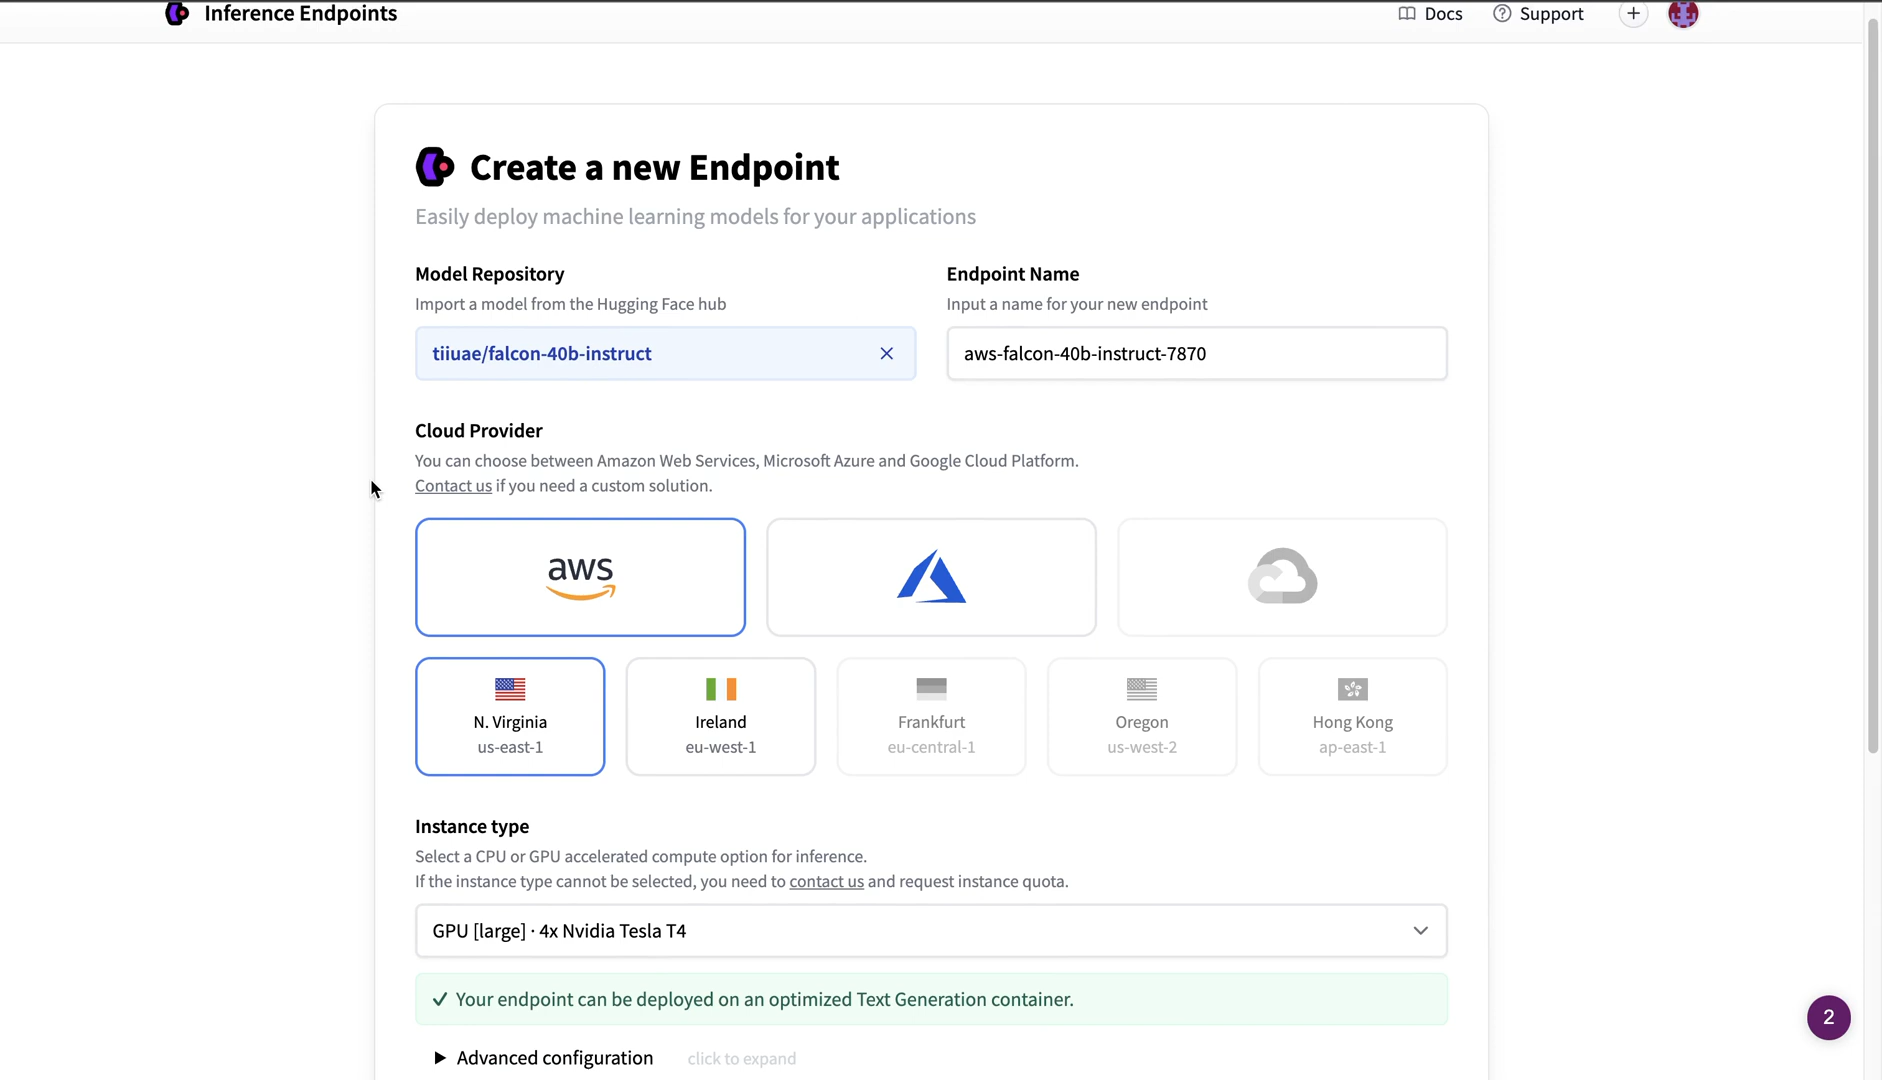 Inference Endpoints
Docs
Support
Create a new Endpoint
Easily deploy machine learning models for your applications
Model Repository
Import a model from the Hugging Face hub
tiiuae/falcon-40b-instruct
Endpoint Name
Input a name for your new endpoint
aws-falcon-40b-instruct-7870
Cloud Provider
You can choose between Amazon Web Services, Microsoft Azure and Google Cloud Platform.
Contact us if you need a custom solution.
aws
N. Virginia
us-east-1
Ireland
eu-west-1
Frankfurt
eu-central-1
Oregon
us-west-2
Hong Kong
ap-east-1
Instance type
Select a CPU or GPU accelerated compute option for inference.
If the instance type cannot be selected, you need to contact us and request instance quota.
GPU [large] · 4x Nvidia Tesla T4
✓ Your endpoint can be deployed on an optimized Text Generation container.
Advanced configuration click to expand
2